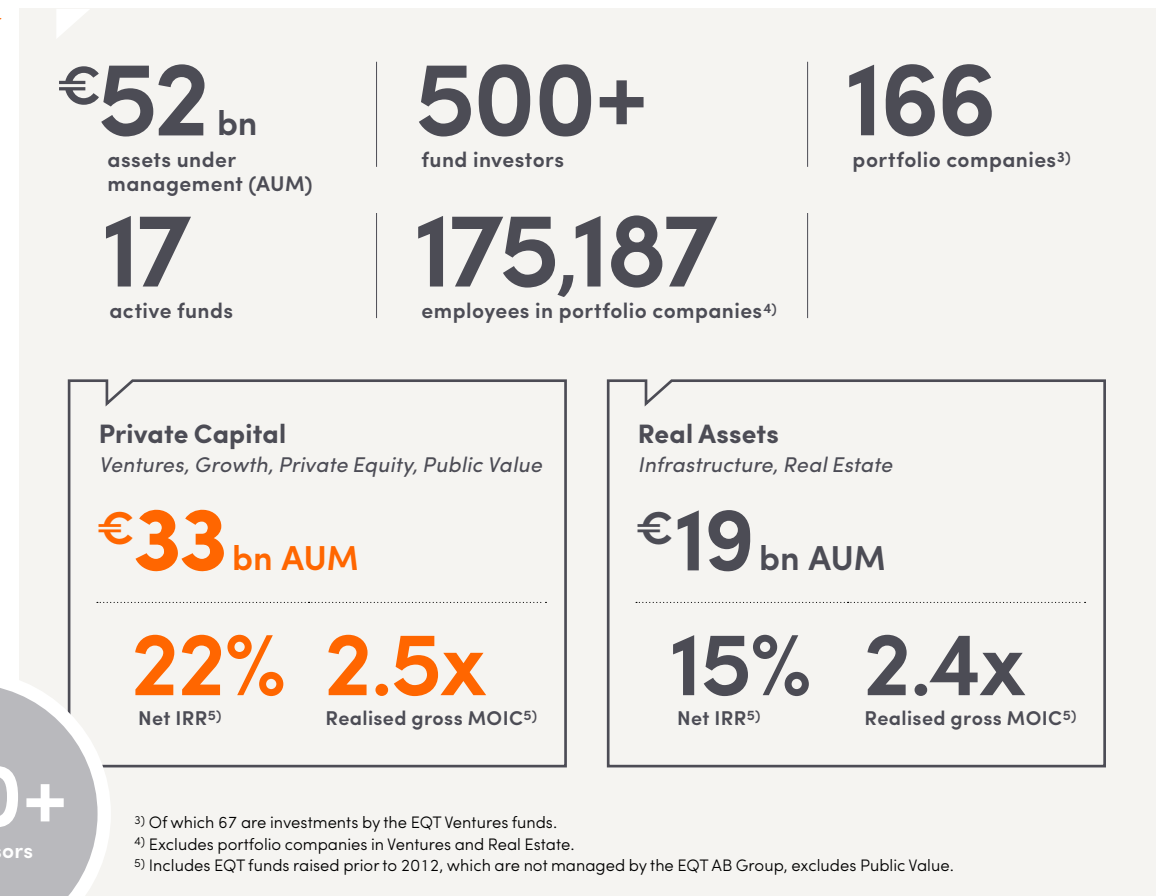 €52 bn
assets under
management (AUM)
500+
fund investors
166
portfolio companies3)
17
active funds
175,187
employees in portfolio companies4)
Private Capital
Ventures, Growth, Private Equity, Public Value
€33 bn AUM
22%
Net IRR5)
2.5x
Realised gross MOIC5)
Real Assets
Infrastructure, Real Estate
€19 bn AUM
15%
Net IRR5)
2.4x
Realised gross MOIC5)
3) Of which 67 are investments by the EQT Ventures funds.
4) Excludes portfolio companies in Ventures and Real Estate.
5) Includes EQT funds raised prior to 2012, which are not managed by the EQT AB Group, excludes Public Value.